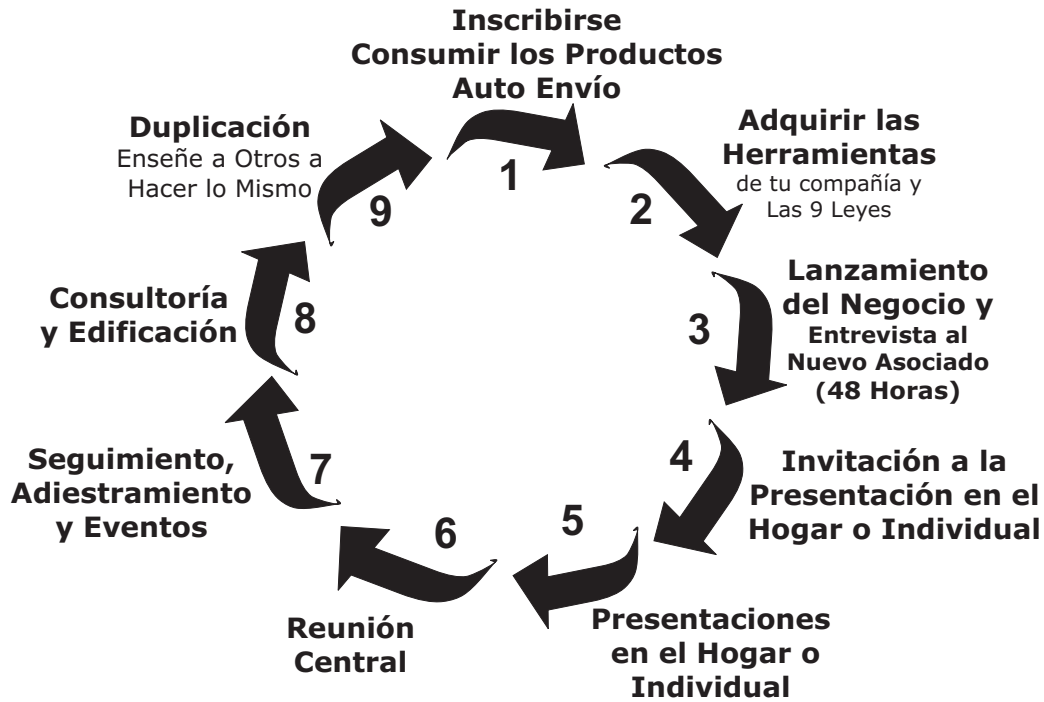 Inscribirse
Consumir los Productos
Auto Envío
1
Adquirir las
Herramientas
de tu compañía y
Las 9 Leyes
2
Lanzamiento
del Negocio y
Entrevista al
Nuevo Asociado
(48 Horas)
3
Invitación a la
Presentación en el
Hogar o Individual
4
Presentaciones
en el Hogar o
Individual
5
Reunión
Central
6
Seguimiento,
Adiestramiento
y Eventos
7
Consultoría
y Edificación
8
Duplicación
Enseñe a Otros a
Hacer lo Mismo
9